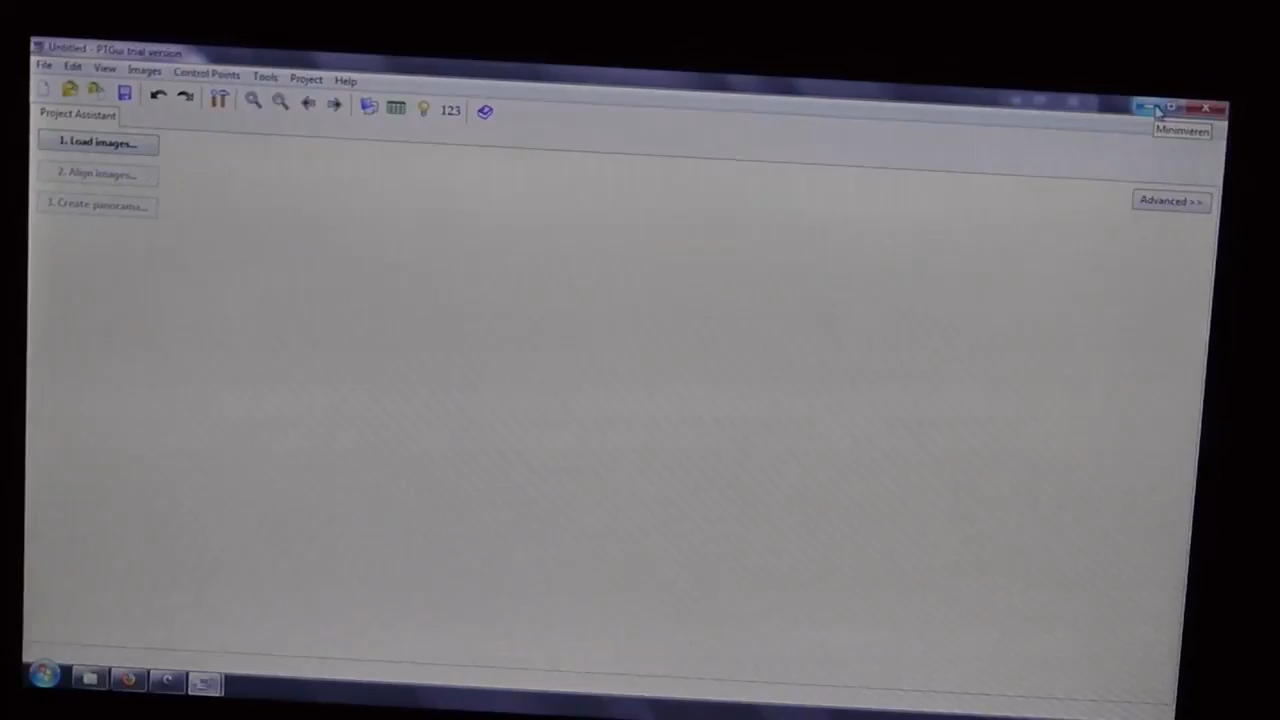 Untitled - PTGui trial version
File Edit View Images Control Points Tools Project Help
123
Project Assistant
Minimieren
1. Load images...
2. Align images...
3. Create panorama...
Advanced >>